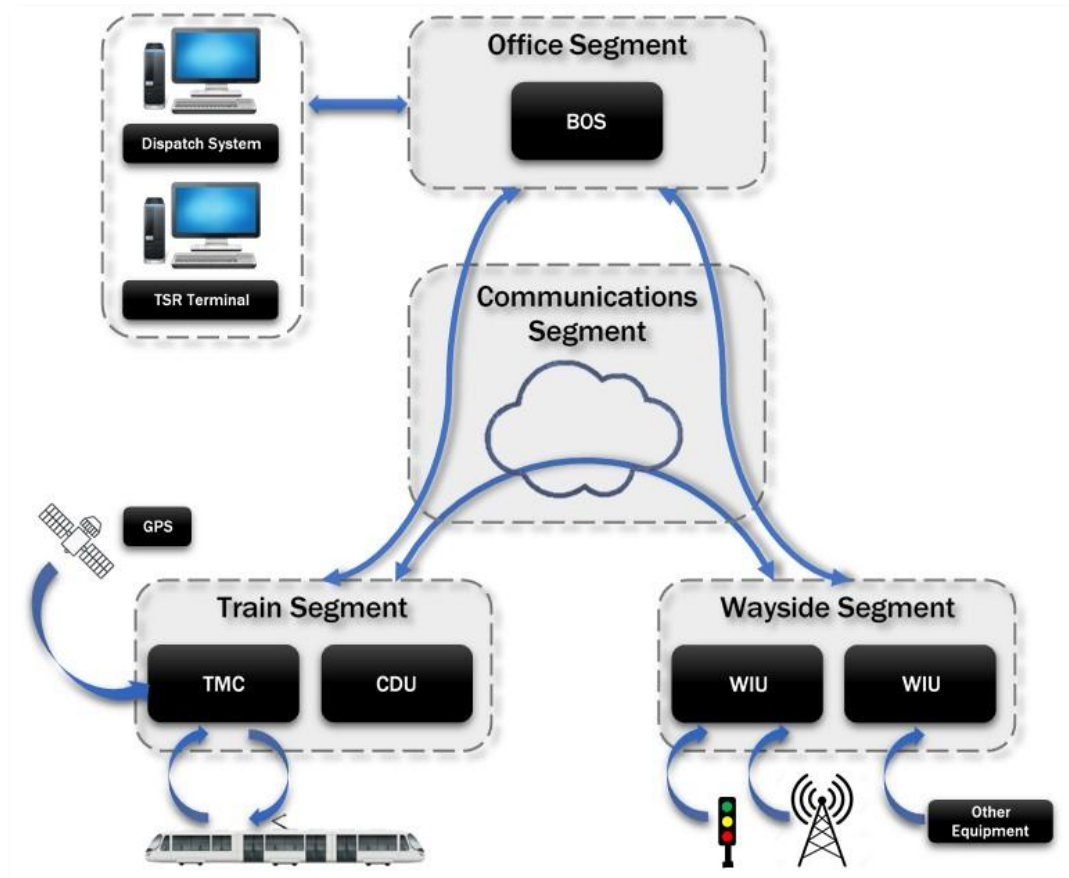 Office Segment
BOS
Dispatch System
TSR Terminal
Communications
Segment
GPS
Train Segment
TMC
CDU
Wayside Segment
WIU
WIU
Other
Equipment